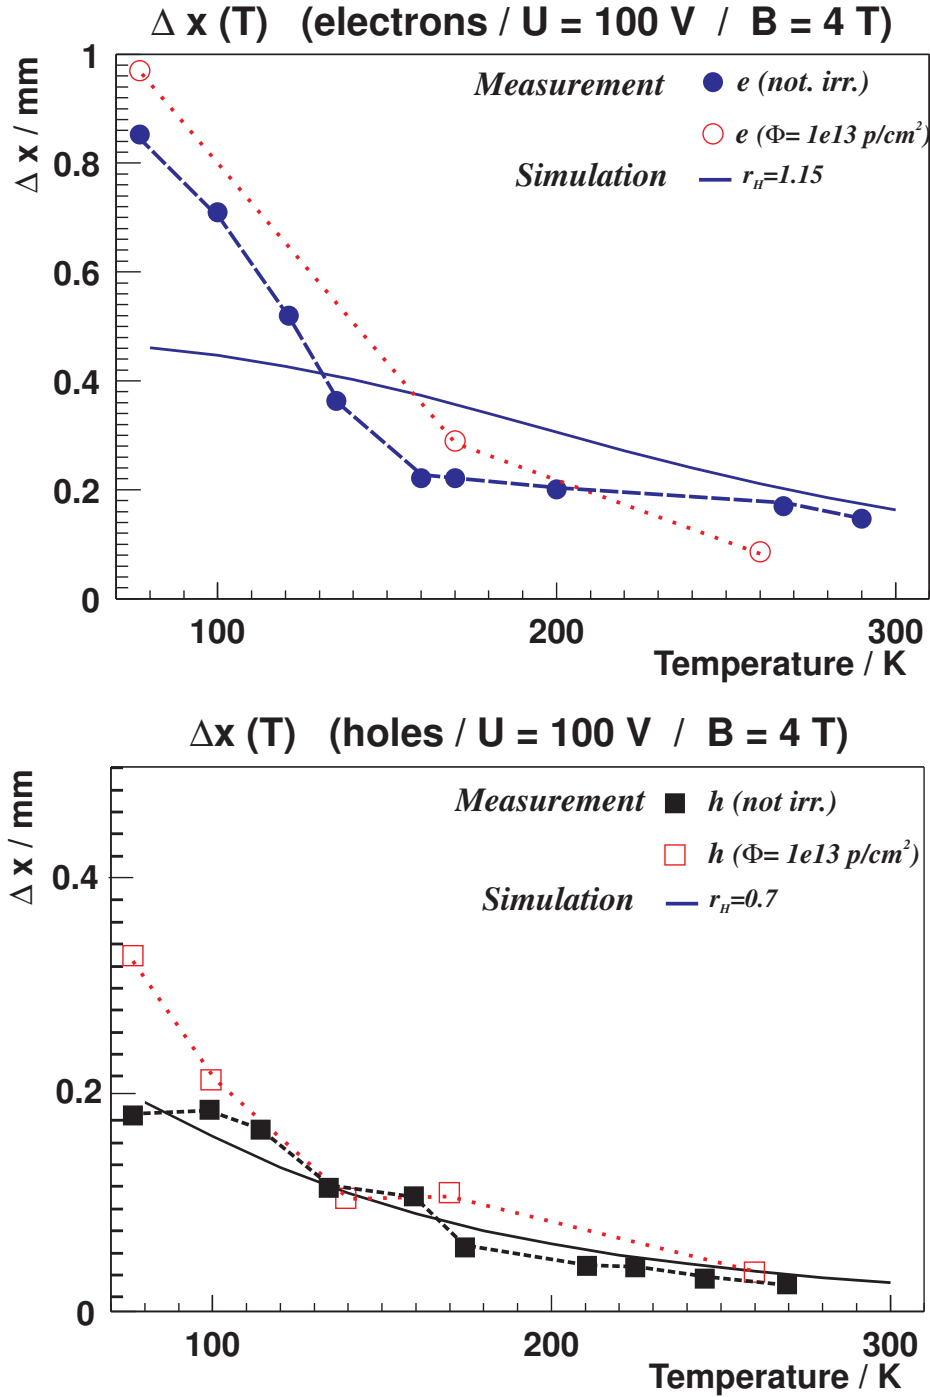 Δ x (T) (electrons / U = 100 V / B = 4 T)
Δ x / mm
1
0.8
0.6
0.4
0.2
0
Measurement e (not. irr.)
e (Φ= 1e13 p/cm²)
Simulation r_H=1.15
100 200 300
Temperature / K
Δx (T) (holes / U = 100 V / B = 4 T)
Δ x / mm
0.4
0.2
0
Measurement h (not irr.)
h (Φ= 1e13 p/cm²)
Simulation r_H=0.7
100 200 300
Temperature / K